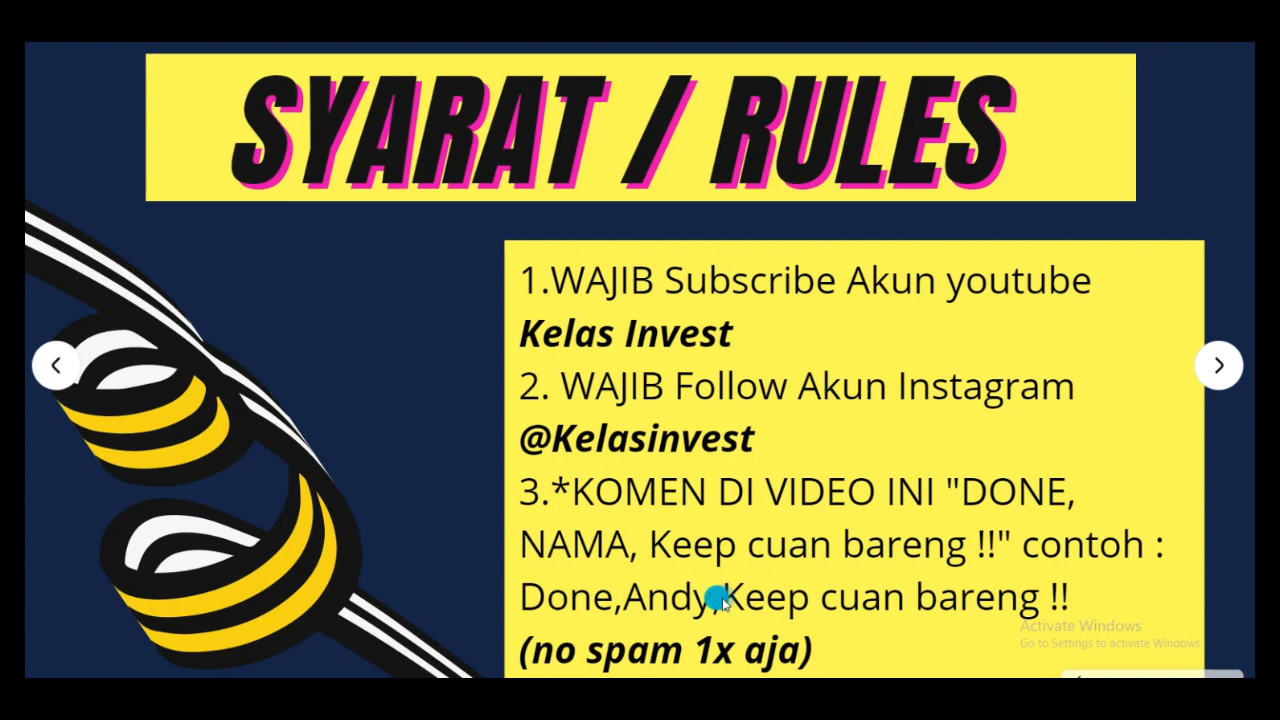 SYARAT / RULES
1.WAJIB Subscribe Akun youtube
Kelas Invest
2. WAJIB Follow Akun Instagram
@Kelasinvest
3.*KOMEN DI VIDEO INI "DONE,
NAMA, Keep cuan bareng !!" contoh :
Done,Andy,Keep cuan bareng !!
(no spam 1x aja)
Activate Windows
Go to Settings to activate Windows.